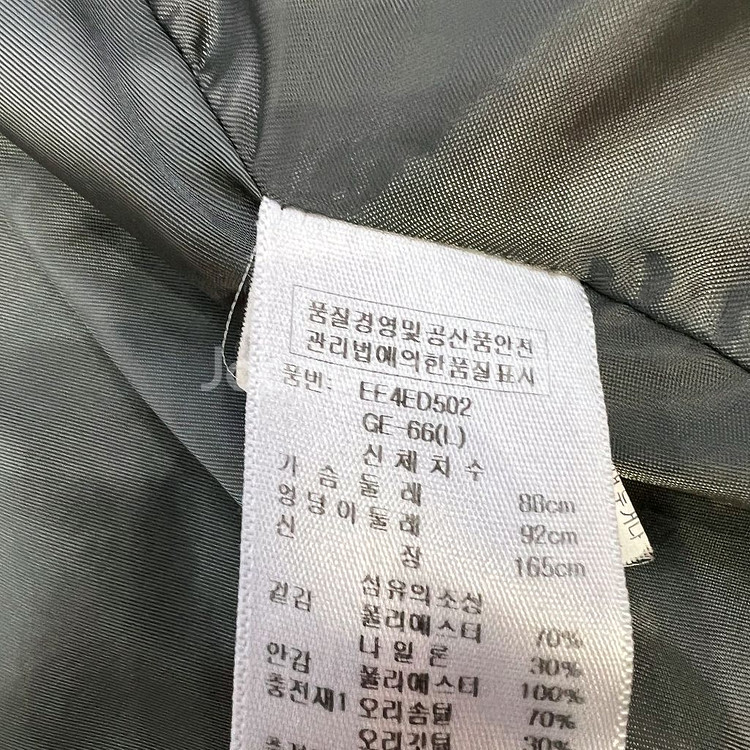 품질경영및공산품안전
관리법에의한품질표시
품번: EE4ED502
GE-66(L)
신체치수
가슴둘레 88cm
엉덩이둘레 92cm
신장 165cm
섬유의조성
겉감 폴리에스터 70%
나일론 30%
안감 폴리에스터 100%
충전재1 오리솜털 70%
오리깃털 30%